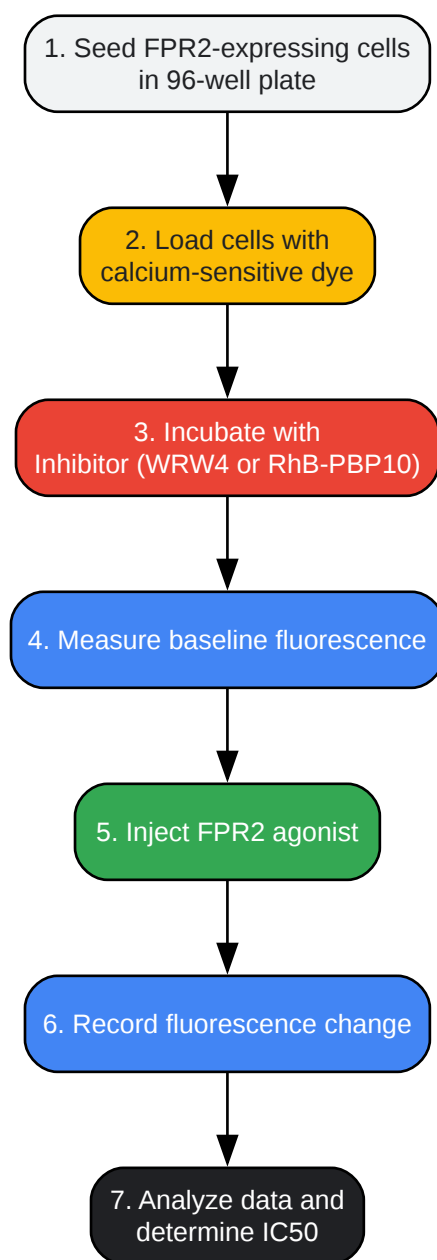 1. Seed FPR2-expressing cells
in 96-well plate
2. Load cells with
calcium-sensitive dye
3. Incubate with
Inhibitor (WRW4 or RhB-PBP10)
4. Measure baseline fluorescence
5. Inject FPR2 agonist
6. Record fluorescence change
7. Analyze data and
determine IC50